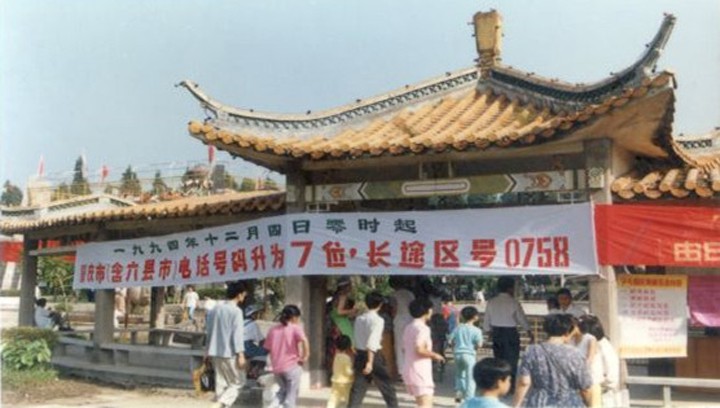 一九九四年十二月四日零时起
肇庆市(含六县市)电话号码升为7位·长途区号0758
由